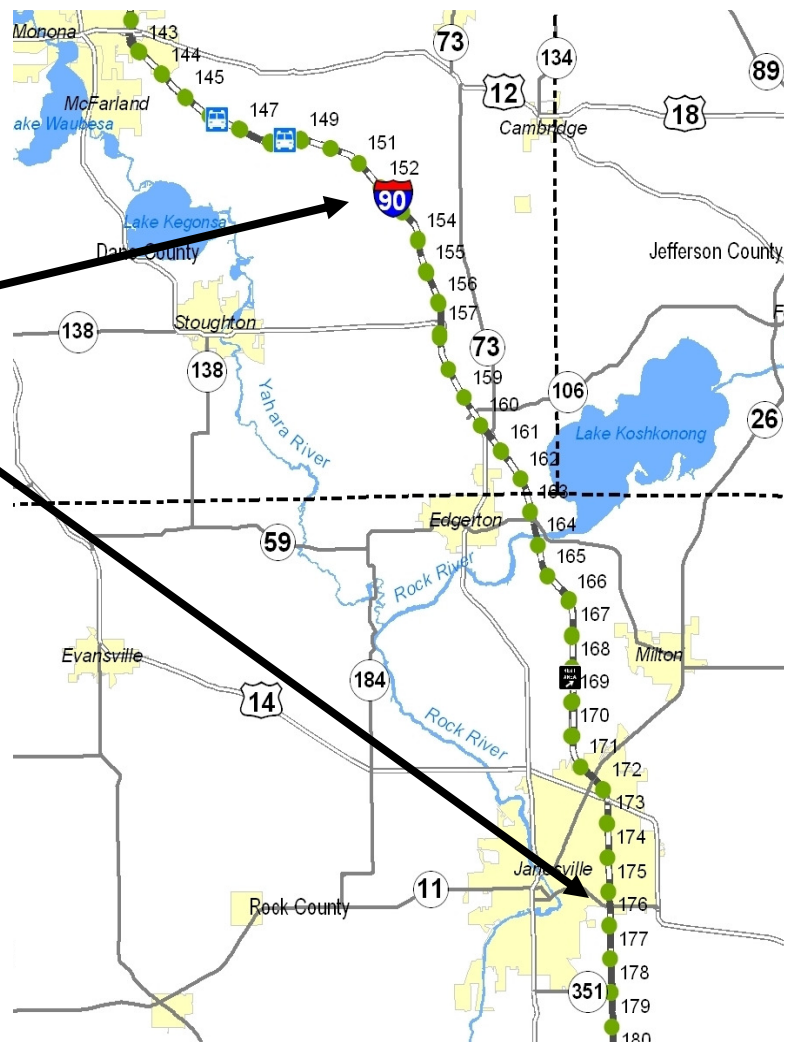 Monona
143
73
134
89
144
145
McFarland
12
18
Cambridge
ake Waubesa
147
149
151
152
90
Lake Kegonsa
154
Dane County
155
Jefferson County
156
F
157
Stoughton
138
73
138
159
106
160
26
Yahara River
161
Lake Koshkonong
162
163
Edgerton
164
59
165
Rock River
166
167
168
Evansville
Milton
REST
AREA
169
184
14
170
Rock River
171
172
173
174
Janesville
175
11
176
Rock County
177
178
351
179
180